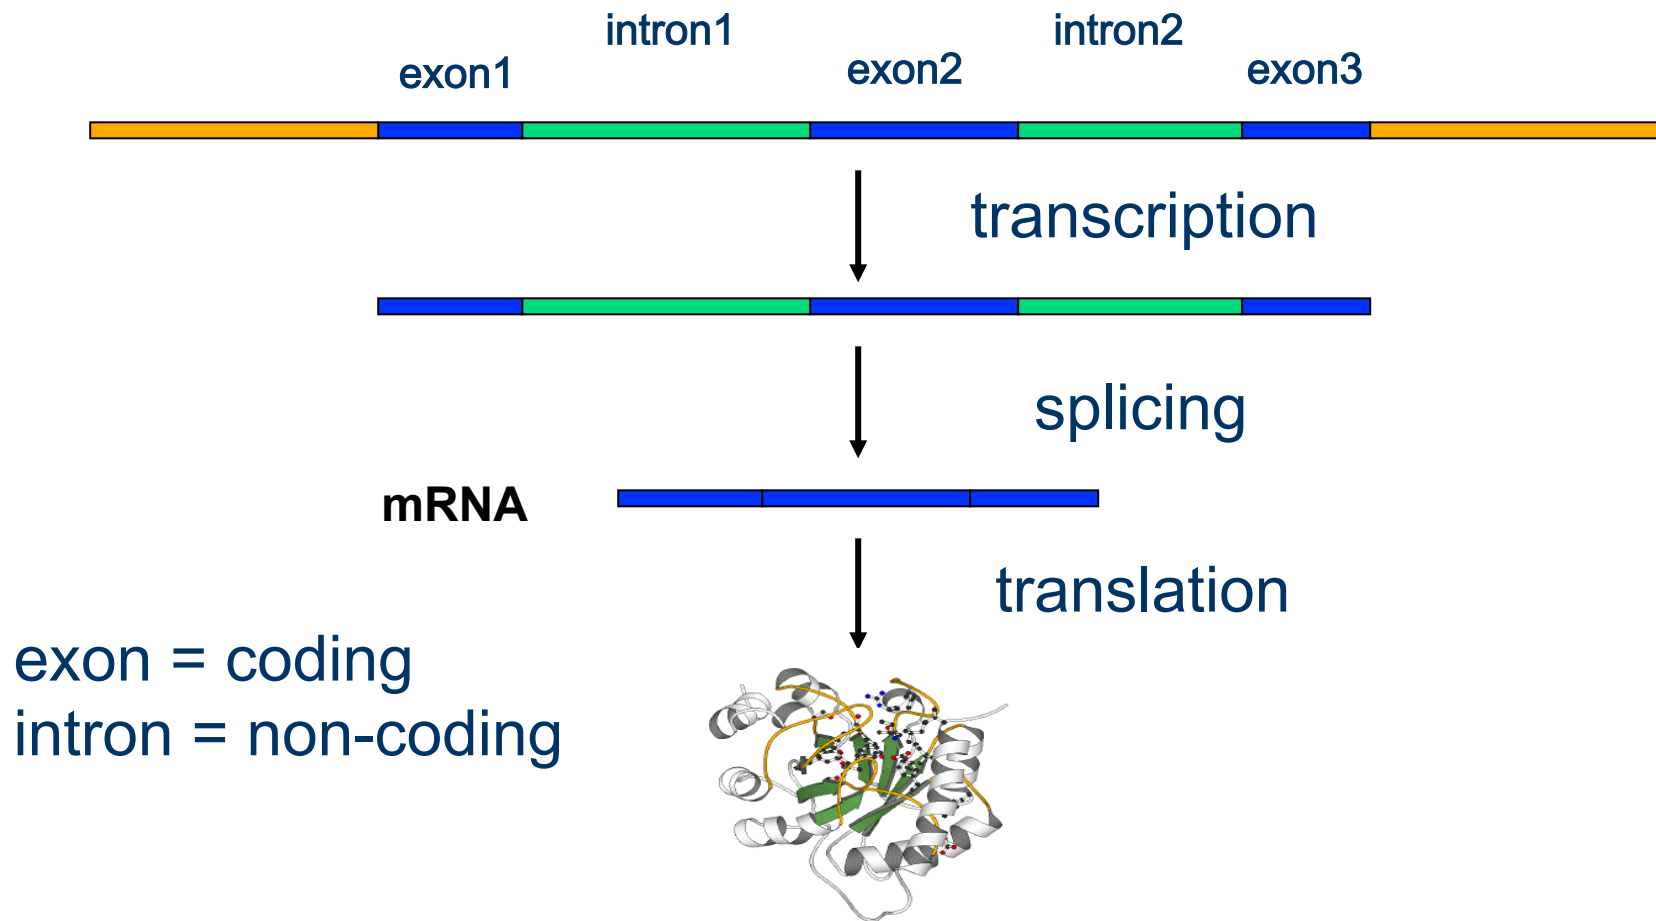 intron1
intron2
exon1
exon2
exon3
transcription
splicing
mRNA
translation
exon = coding
intron = non-coding